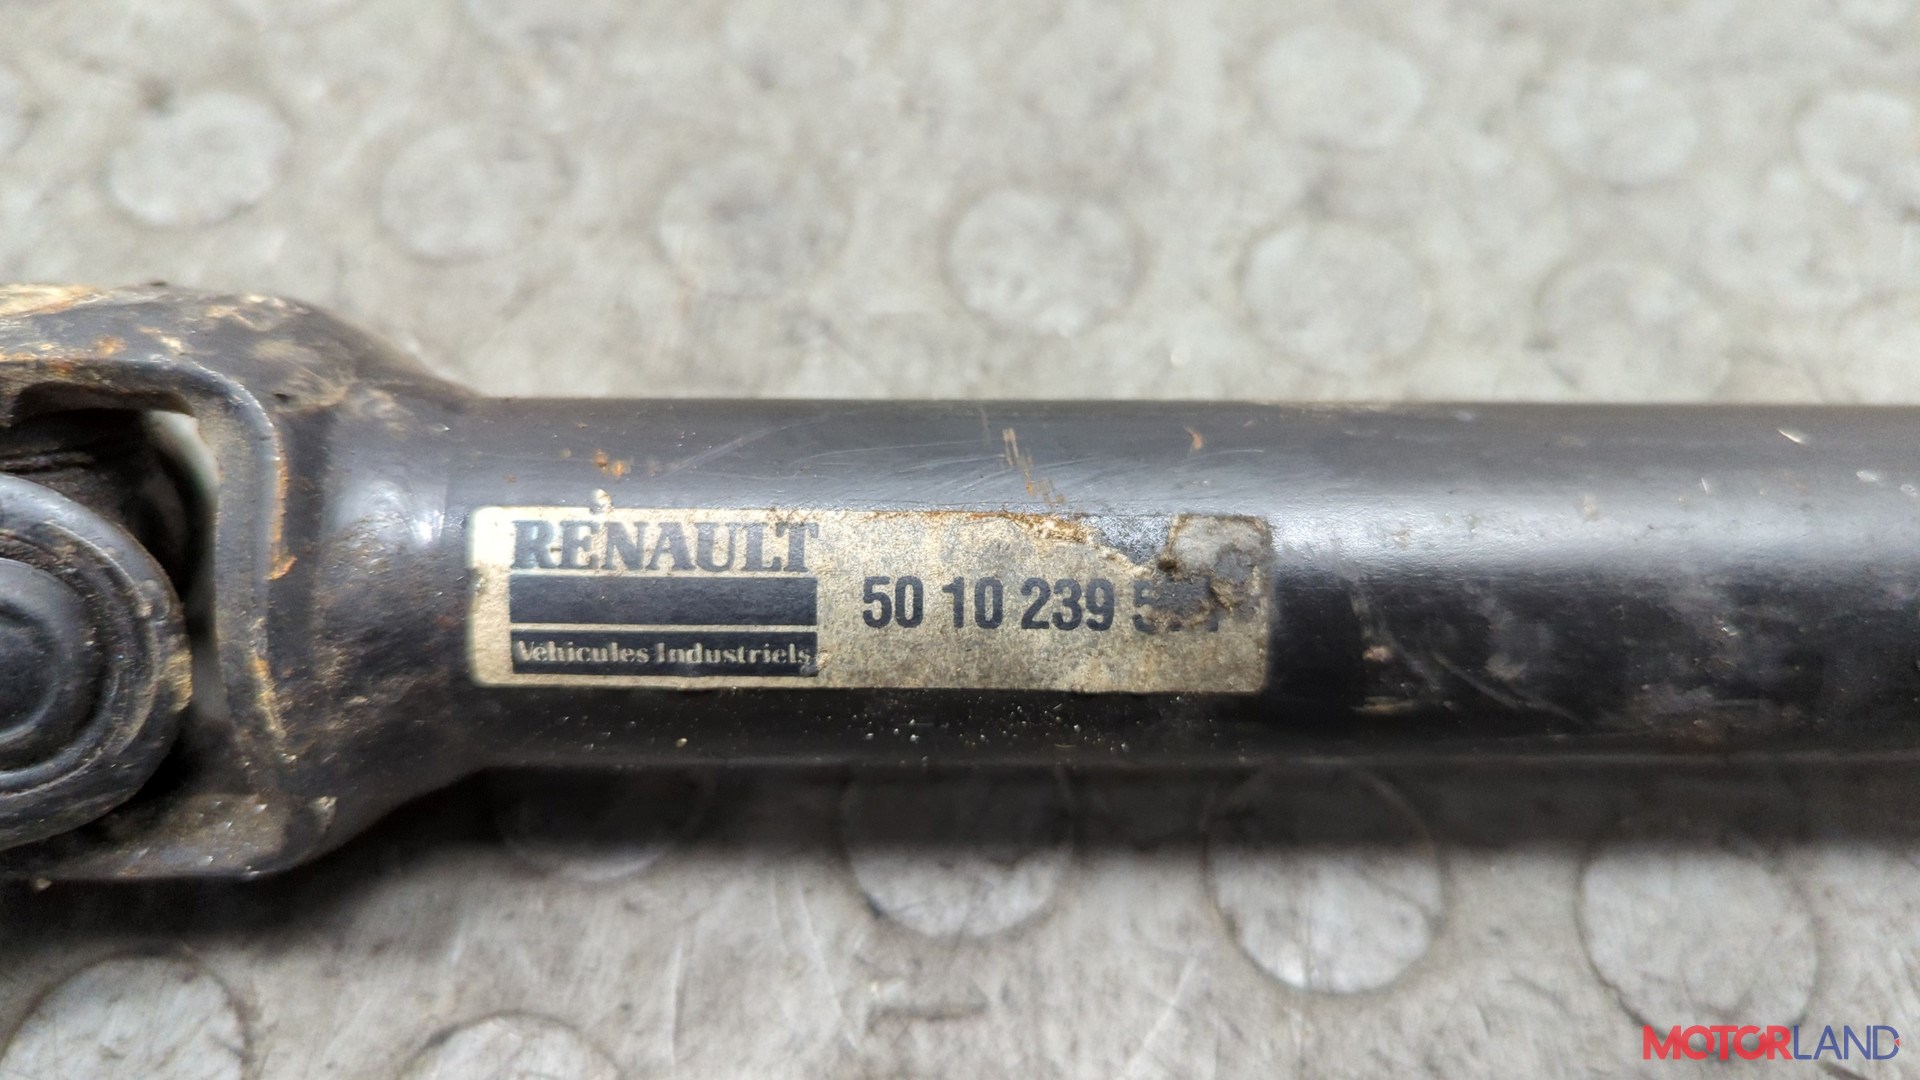 RENAULT
Véhicules Industriels
50 10 239
MOTORLAND